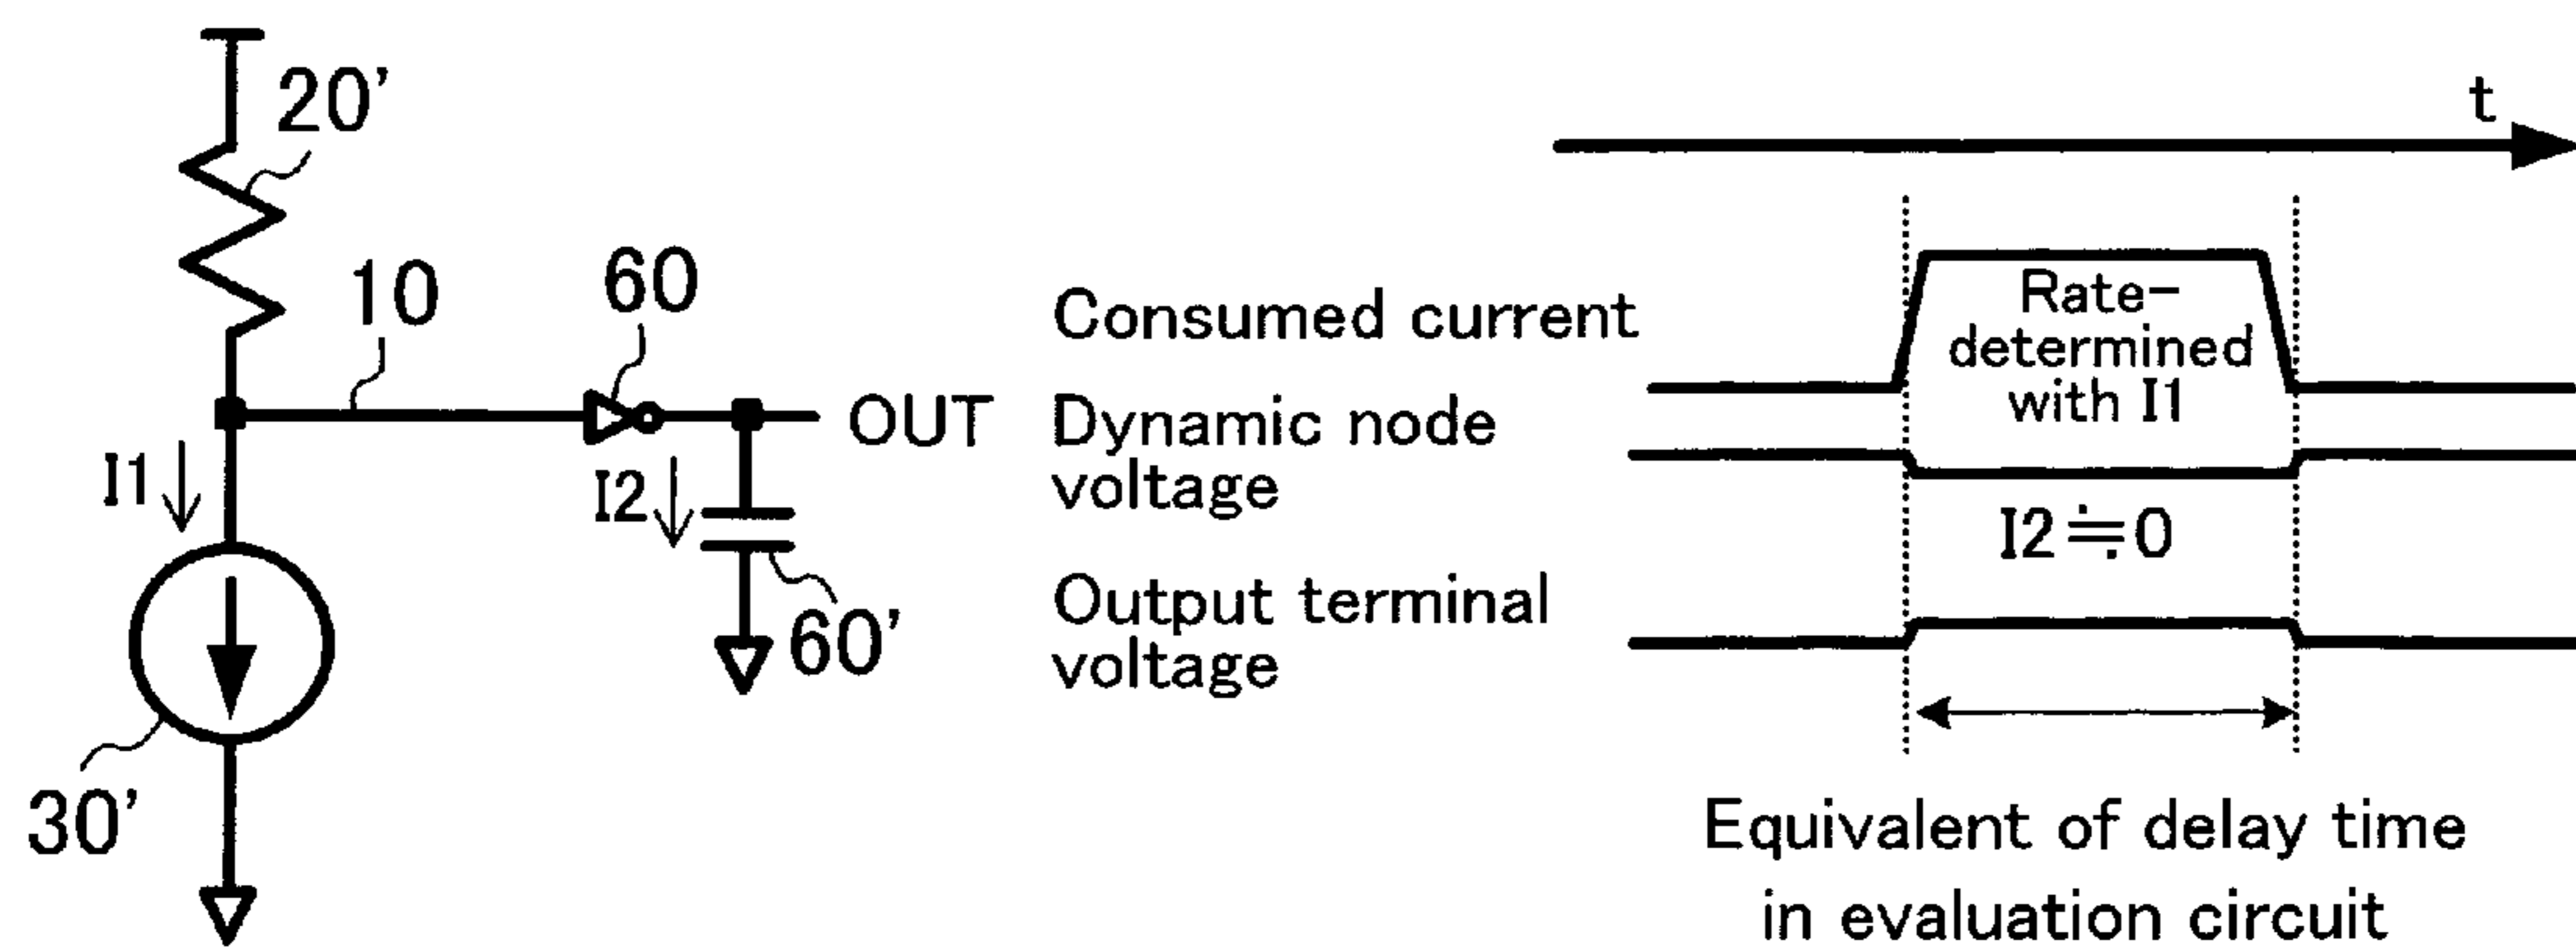 20'
10
60
OUT
I1
I2
60'
30'
t
Consumed current
Rate-
determined
with I1
Dynamic node
voltage
I2≒0
Output terminal
voltage
Equivalent of delay time
in evaluation circuit